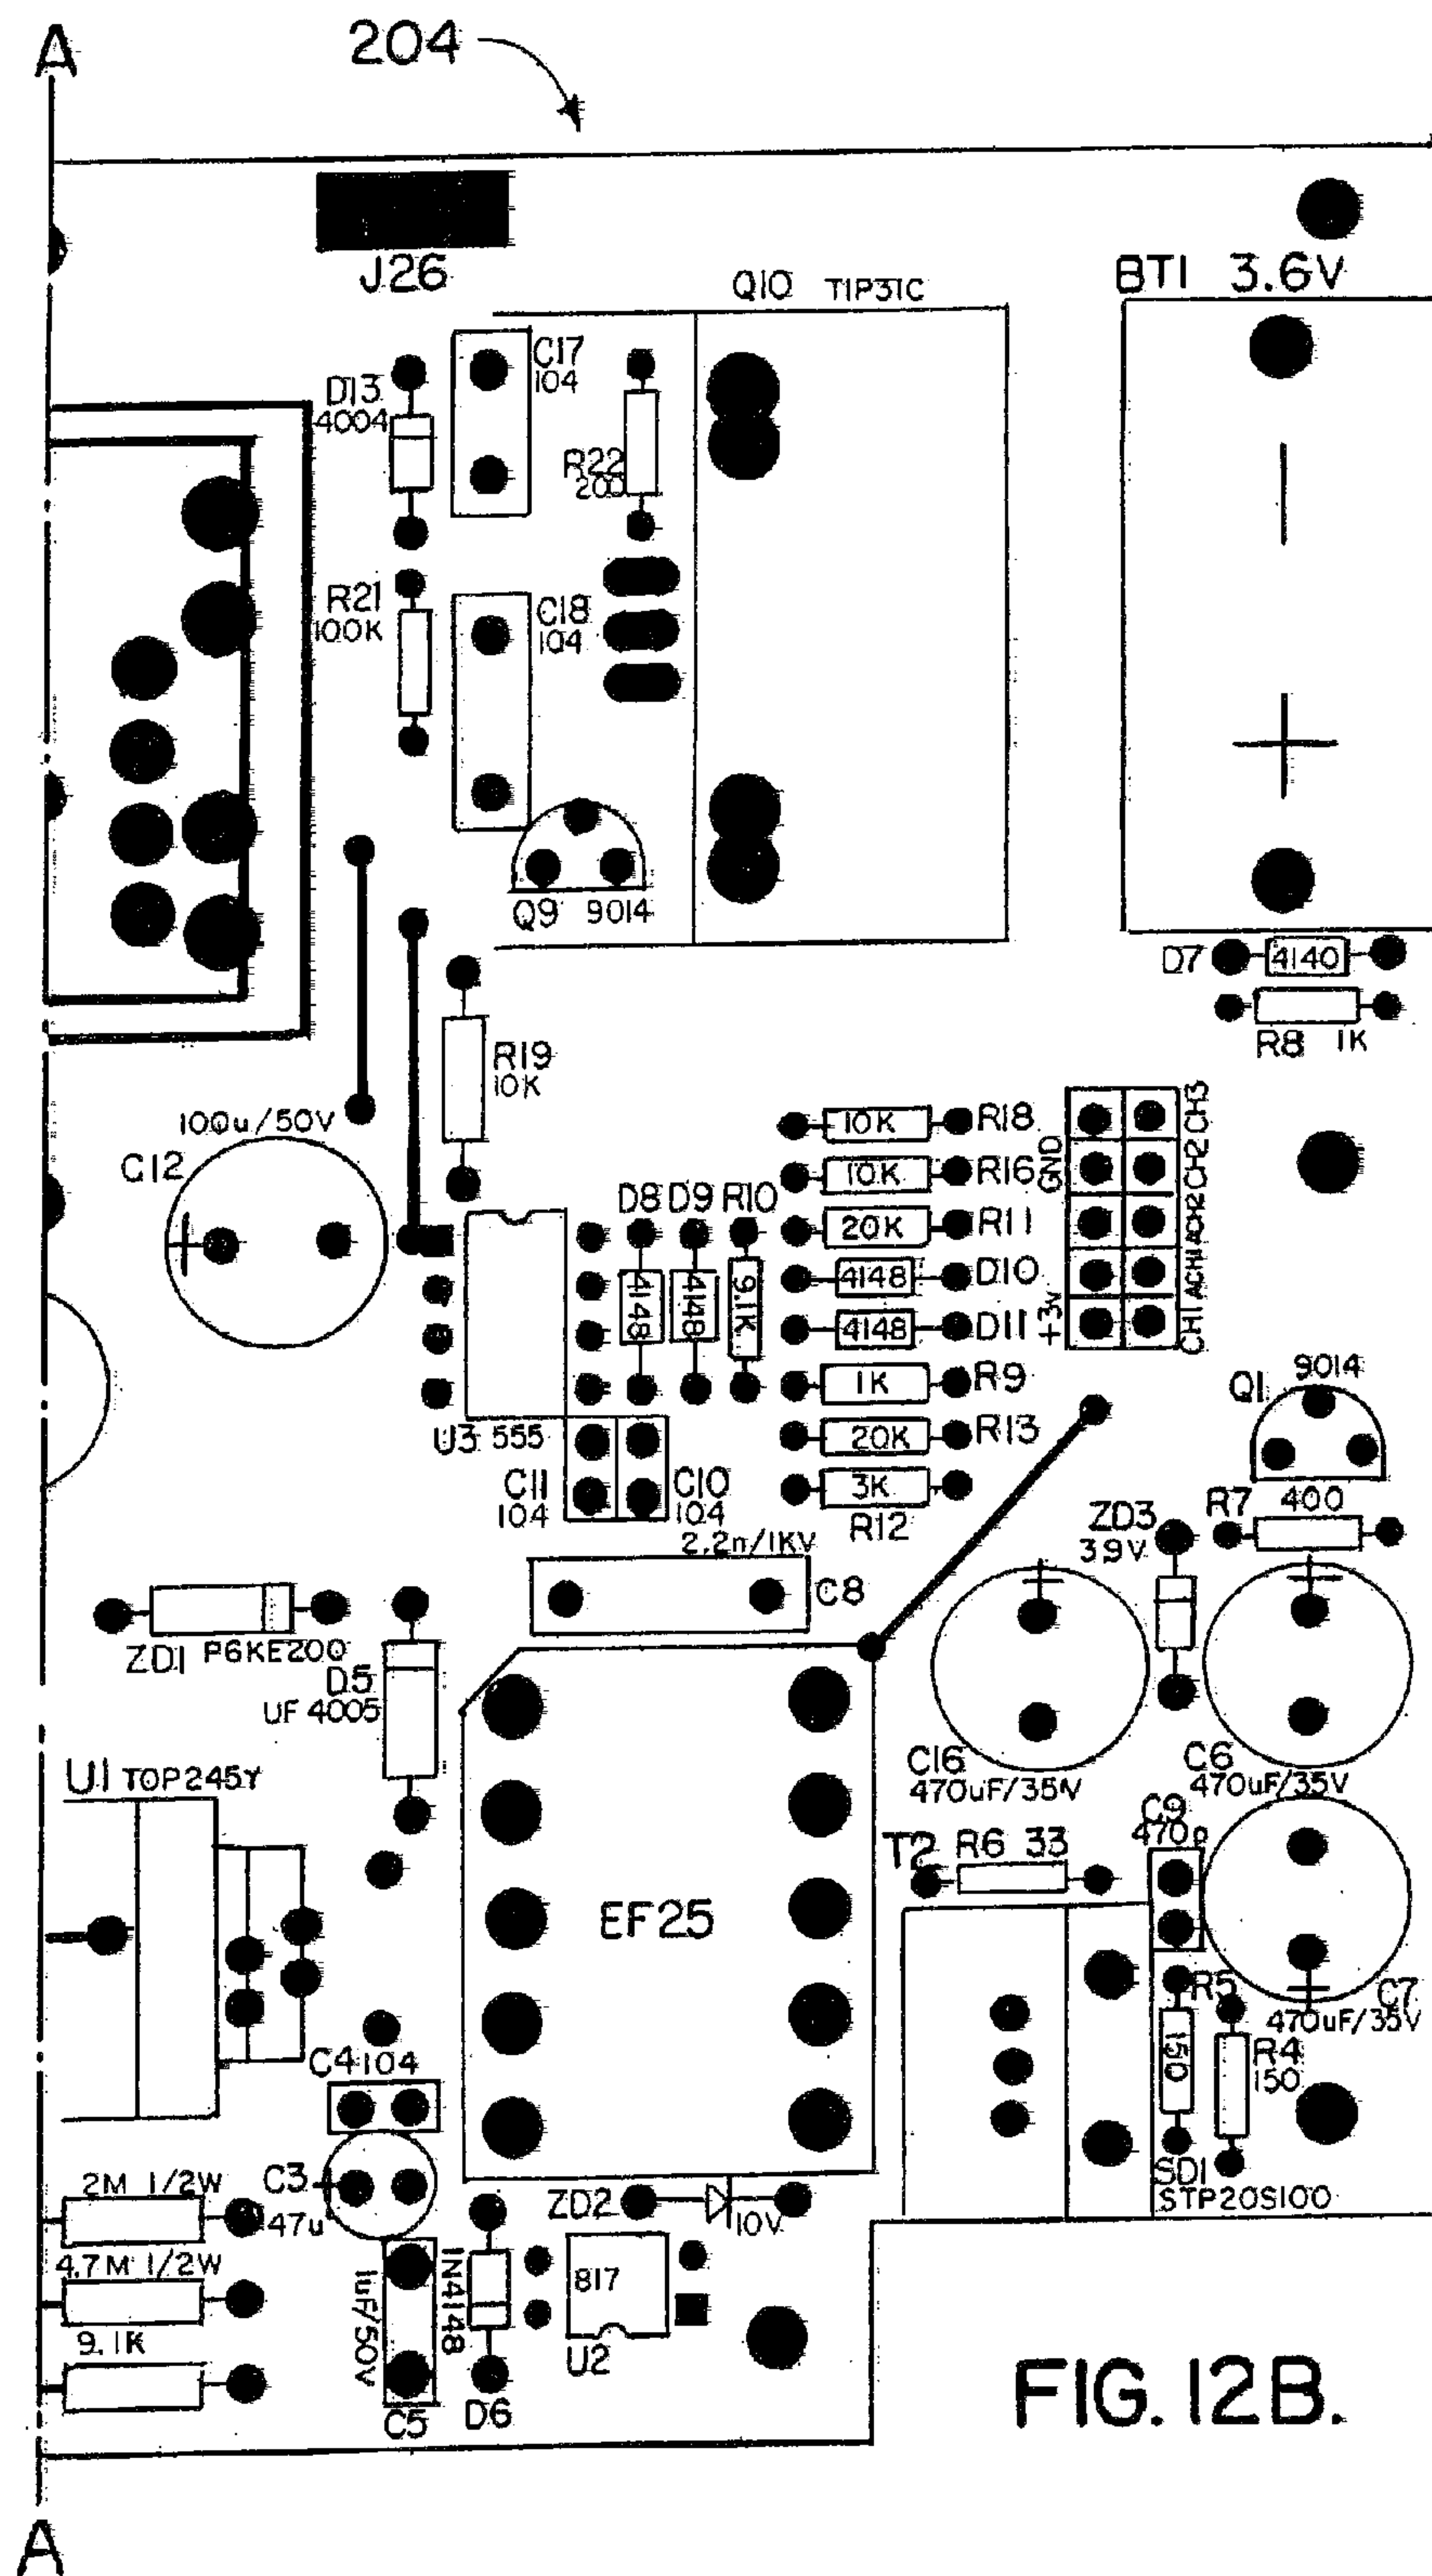 A
204
J26
Q10 TIP31C
BT1 3.6V
C17
104
D13
4004
R22
200
R21
100K
C18
104
Q9 9014
D7 4140
R8 1K
R19
10K
100u/50V
C12
10K R18
10K R16
20K R11
4148 D10
4148 D11
1K R9
20K R13
3K
R12
D8 D9 R10
4148 4148 9.1K
GND
+3v
CH3
CH2
ACH2
ACH1
CH1
U3 555
C11
104
C10
104
Q1 9014
R7 400
ZD3
39V
2.2n/1KV
C8
ZD1 P6KE200
D5
UF 4005
C16
470uF/35V
C6
470uF/35V
U1 TOP245Y
C9
470p
T2 R6 33
EF25
R5
150
C7
470uF/35V
R4
150
C4 104
SD1
STP20S100
C3
47u
2M 1/2W
4.7M 1/2W
9.1K
ZD2
10V
1uF/50V
C5
1N4148
D6
817
U2
FIG. 12B.
A